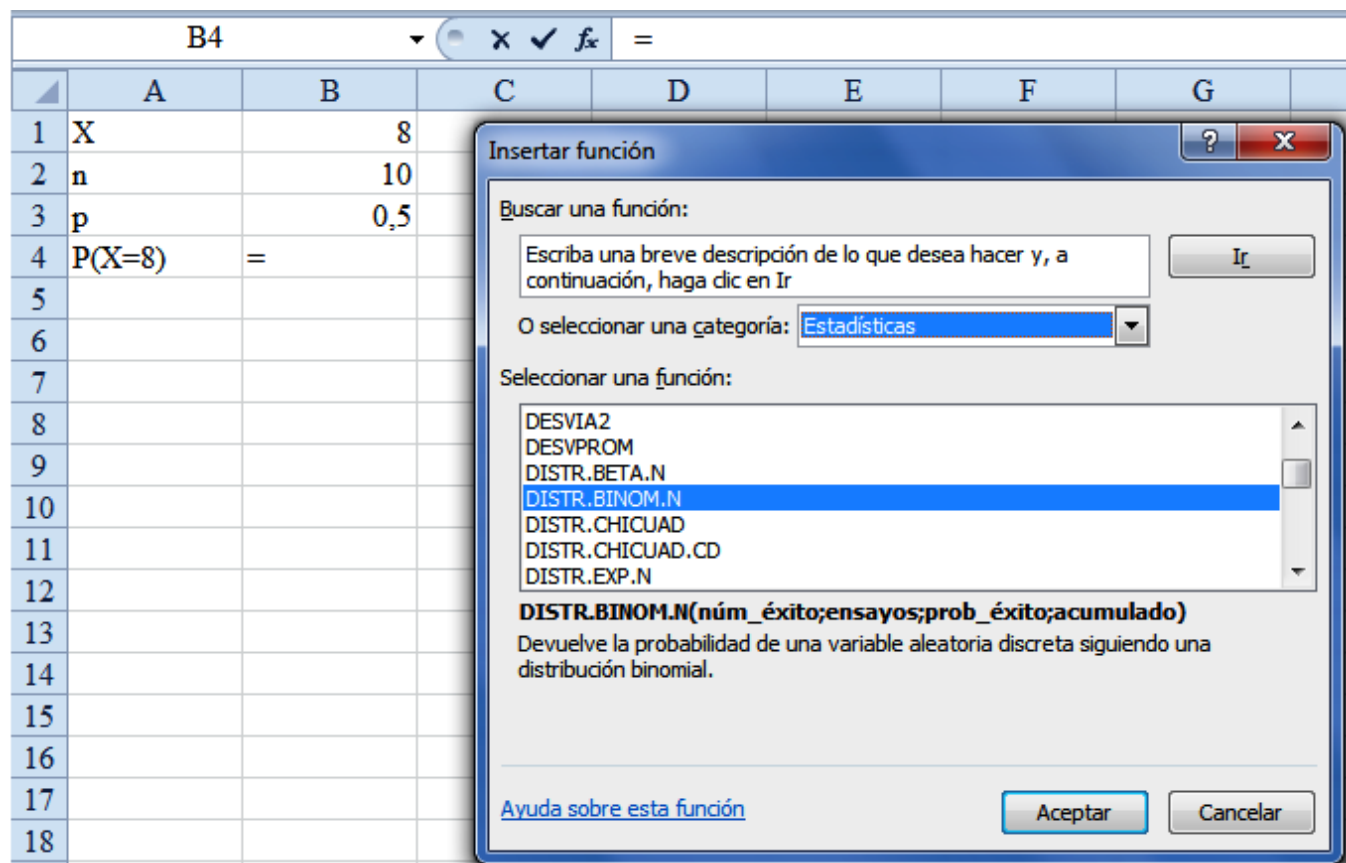 B4 fx =
A B C D E F G
1 X 8
2 n 10
3 p 0,5
4 P(X=8) =
5
6
7
8
9
10
11
12
13
14
15
16
17
18
Insertar función
?
Buscar una función:
Escriba una breve descripción de lo que desea hacer y, a
continuación, haga clic en Ir
Ir
O seleccionar una categoría: Estadísticas
Seleccionar una función:
DESVIA2
DESVPROM
DISTR.BETA.N
DISTR.BINOM.N
DISTR.CHICUAD
DISTR.CHICUAD.CD
DISTR.EXP.N
DISTR.BINOM.N(núm_éxito;ensayos;prob_éxito;acumulado)
Devuelve la probabilidad de una variable aleatoria discreta siguiendo una
distribución binomial.
Ayuda sobre esta función
Aceptar
Cancelar